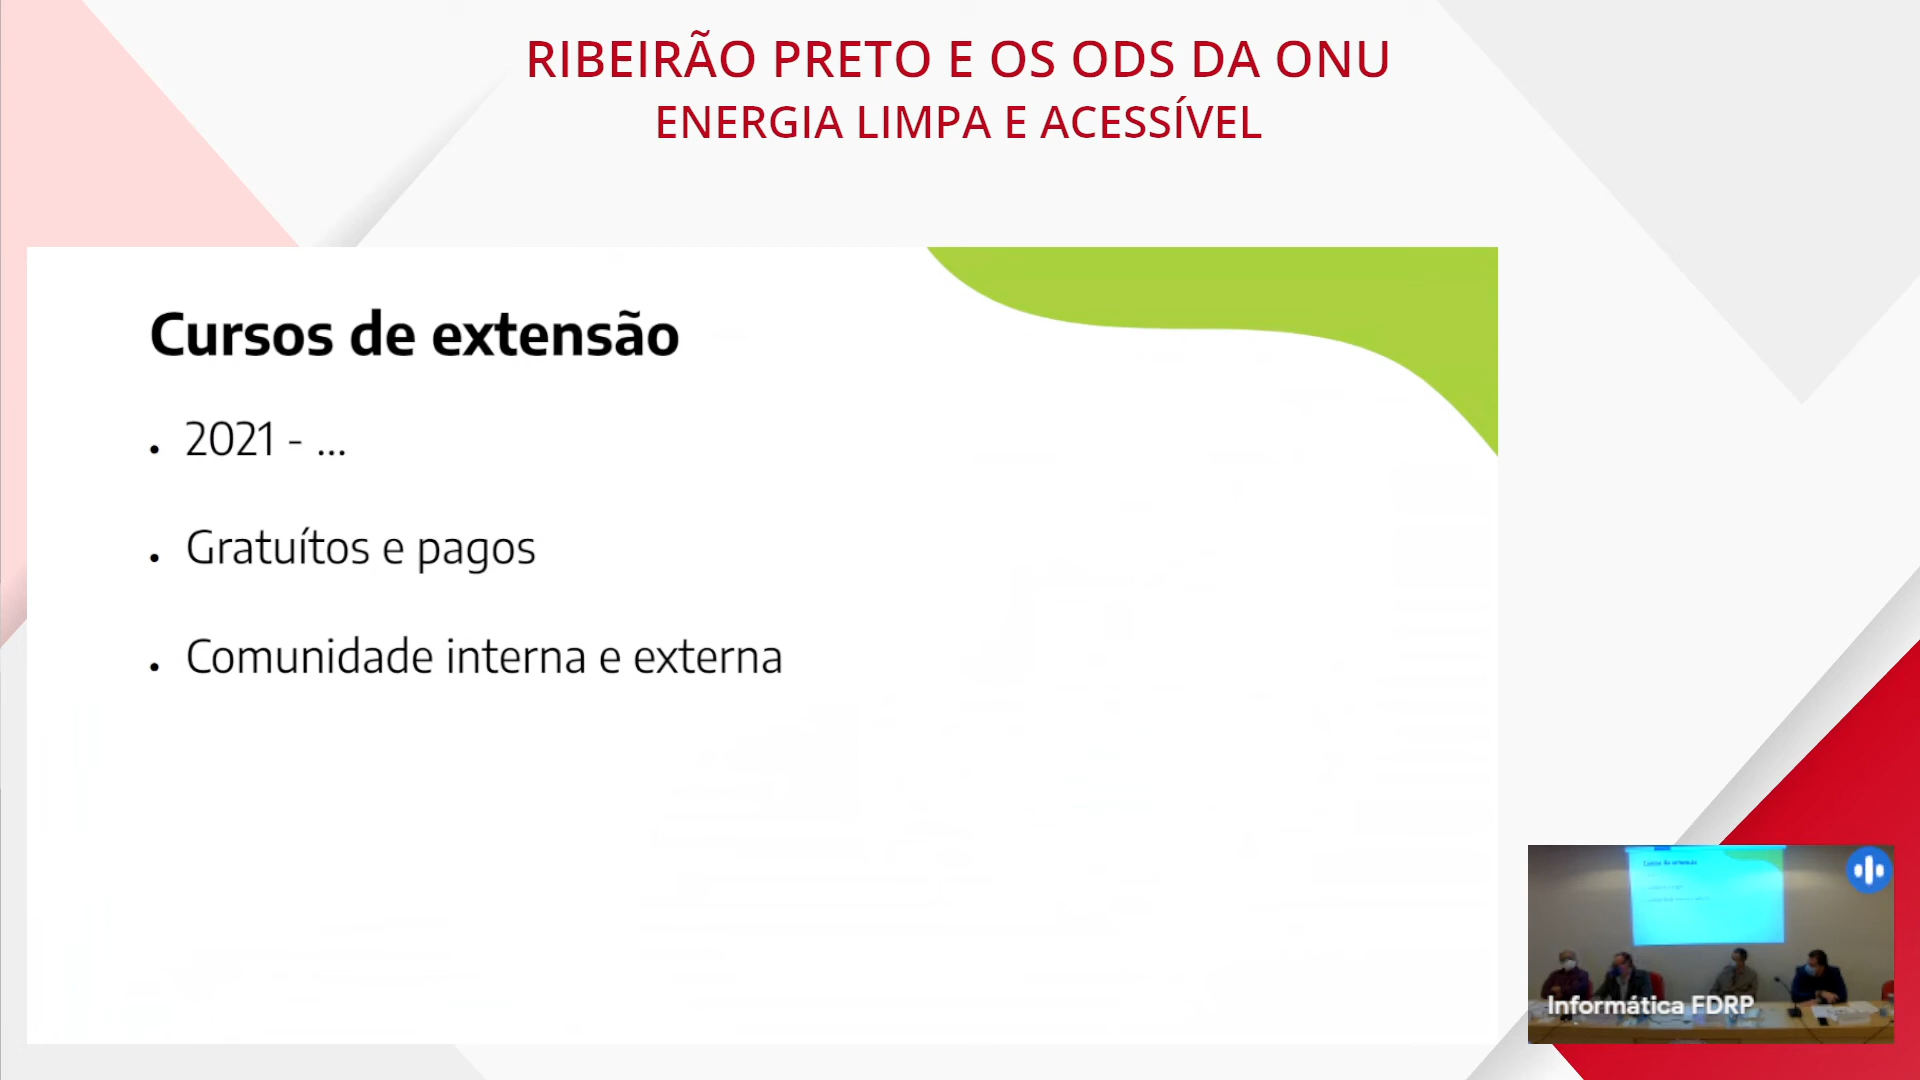 RIBEIRÃO PRETO E OS ODS DA ONU
ENERGIA LIMPA E ACESSÍVEL
Cursos de extensão
• 2021 - ...
• Gratuítos e pagos
• Comunidade interna e externa
Informática FDRP